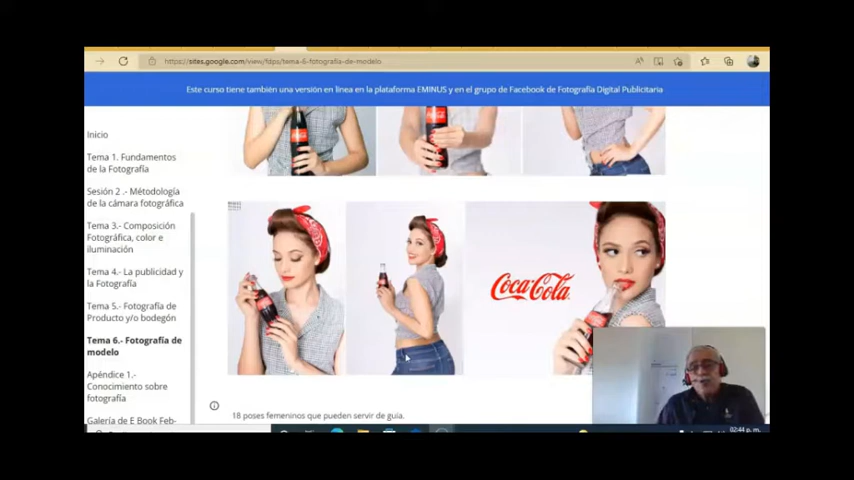 https://sites.google.com/view/fdps/tema-6-fotografia-de-modelo
Este curso tiene también una versión en línea en la plataforma EMINUS y en el grupo de Facebook de Fotografía Digital Publicitaria
Inicio
Tema 1. Fundamentos
de la Fotografía
Sesión 2 .- Métodología
de la cámara fotográfica
Tema 3.- Composición
Fotográfica, color e
iluminación
Tema 4.- La publicidad y
la Fotografía
Tema 5.- Fotografía de
Producto y/o bodegón
Tema 6.- Fotografía de
modelo
Apéndice 1.-
Conocimiento sobre
fotografía
Galería de E Book Feb-
Coca-Cola
18 poses femeninos que pueden servir de guía.
02:44 p. m.